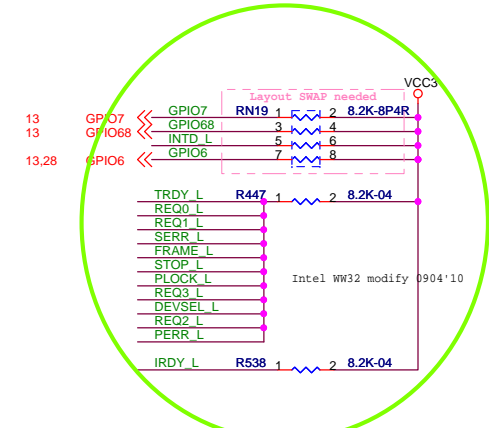 VCC3
Layout SWAP needed
13 GPIO7 GPIO7 RN19 1 2 8.2K-8P4R
13 GPIO68 GPIO68 3 4
INTD_L 5 6
13,28 GPIO6 GPIO6 7 8
TRDY_L R447 1 2 8.2K-04
REQ0_L
REQ1_L
SERR_L
FRAME_L
STOP_L
PLOCK_L Intel WW32 modify 0904'10
REQ3_L
DEVSEL_L
REQ2_L
PERR_L
IRDY_L R538 1 2 8.2K-04